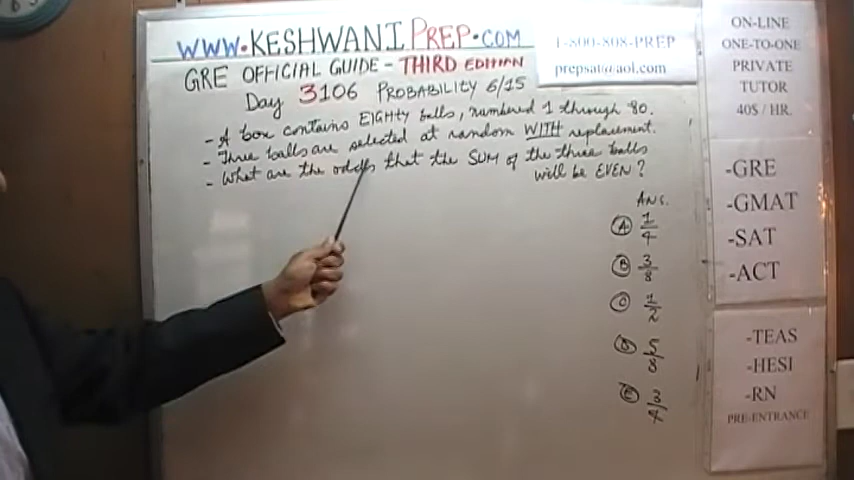 WWW.KESHWANIPREP.COM
GRE OFFICIAL GUIDE - THIRD EDITION
Day 3106 PROBABILITY 6/15
- A box contains EIGHTY balls, numbered 1 through 80.
- Three balls are selected at random WITH replacement.
- What are the odds that the SUM of the three balls
will be EVEN?
ANS.
(A) 1/4
(B) 3/8
(C) 1/2
(D) 5/8
(E) 3/4
1-800-808-PREP
prepsat@aol.com
ON-LINE
ONE-TO-ONE
PRIVATE
TUTOR
40$ / HR.
-GRE
-GMAT
-SAT
-ACT
-TEAS
-HESI
-RN
PRE-ENTRANCE